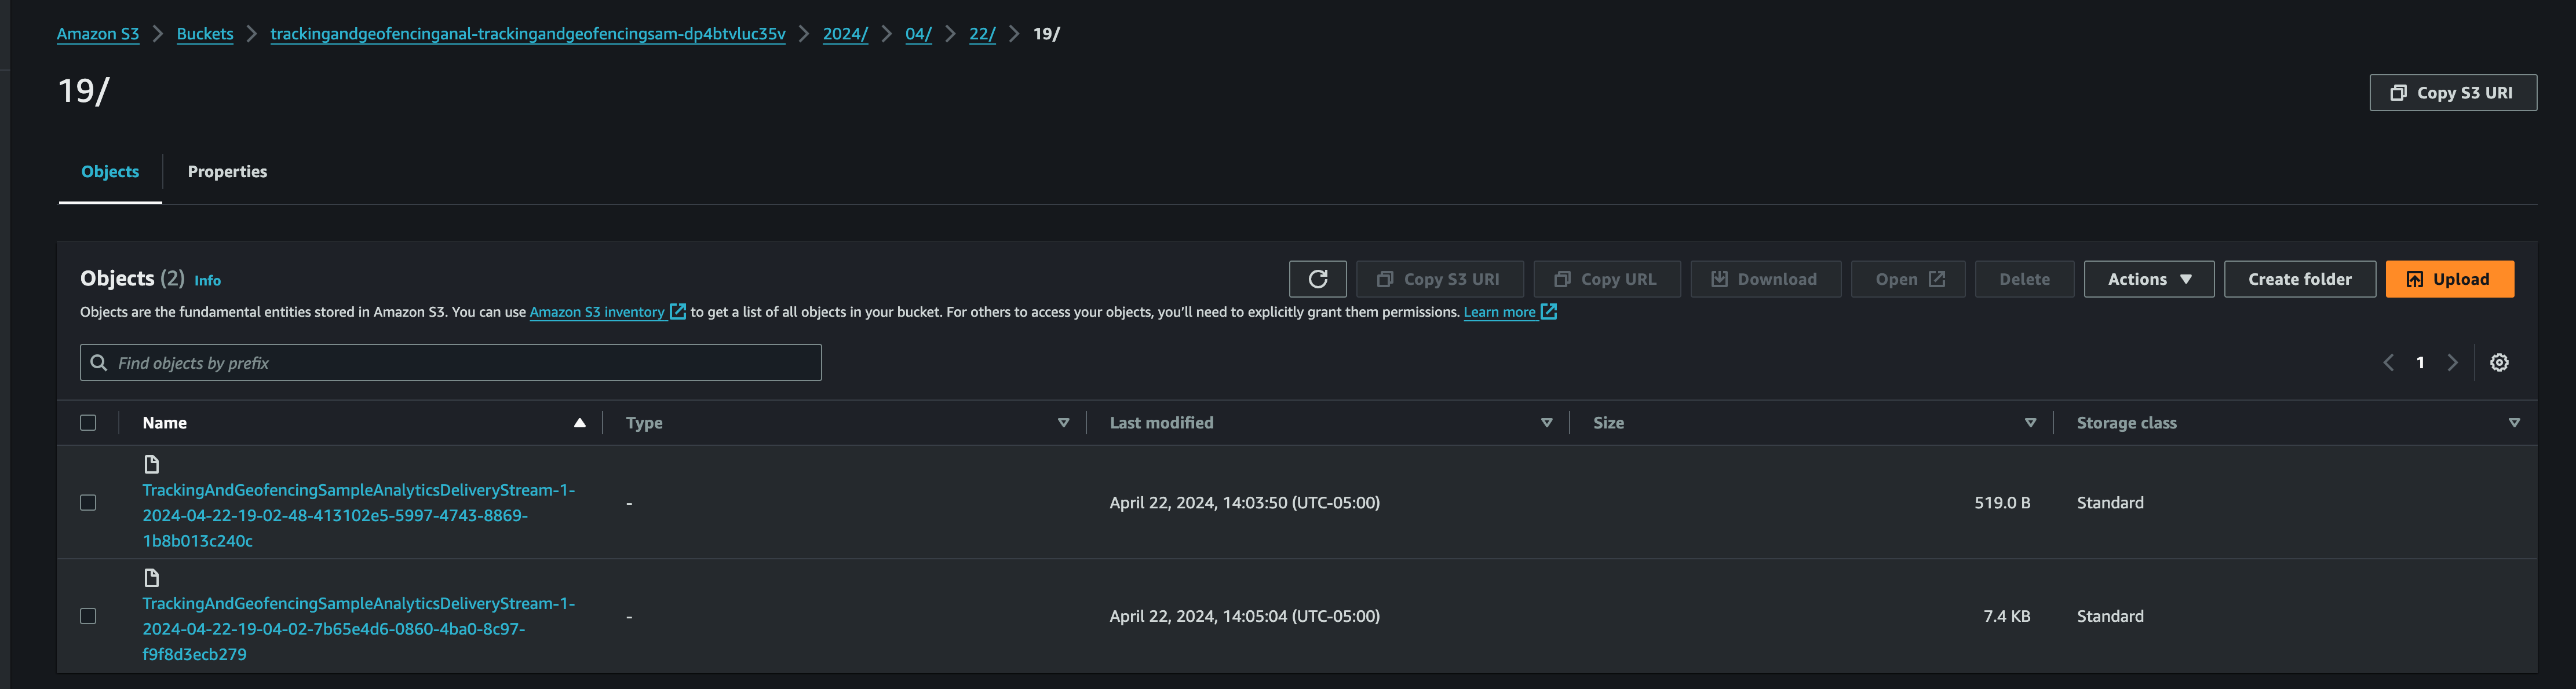 Amazon S3 > Buckets > trackingandgeofencinganal-trackingandgeofencingsam-dp4btvluc35v > 2024/ > 04/ > 22/ > 19/
19/
Copy S3 URI
Objects Properties
Objects (2) Info
Copy S3 URI Copy URL Download Open Delete Actions Create folder Upload
Objects are the fundamental entities stored in Amazon S3. You can use Amazon S3 inventory to get a list of all objects in your bucket. For others to access your objects, you'll need to explicitly grant them permissions. Learn more
Find objects by prefix
1
Name Type Last modified Size Storage class
TrackingAndGeofencingSampleAnalyticsDeliveryStream-1-
2024-04-22-19-02-48-413102e5-5997-4743-8869-
1b8b013c240c
- April 22, 2024, 14:03:50 (UTC-05:00) 519.0 B Standard
TrackingAndGeofencingSampleAnalyticsDeliveryStream-1-
2024-04-22-19-04-02-7b65e4d6-0860-4ba0-8c97-
f9f8d3ecb279
- April 22, 2024, 14:05:04 (UTC-05:00) 7.4 KB Standard